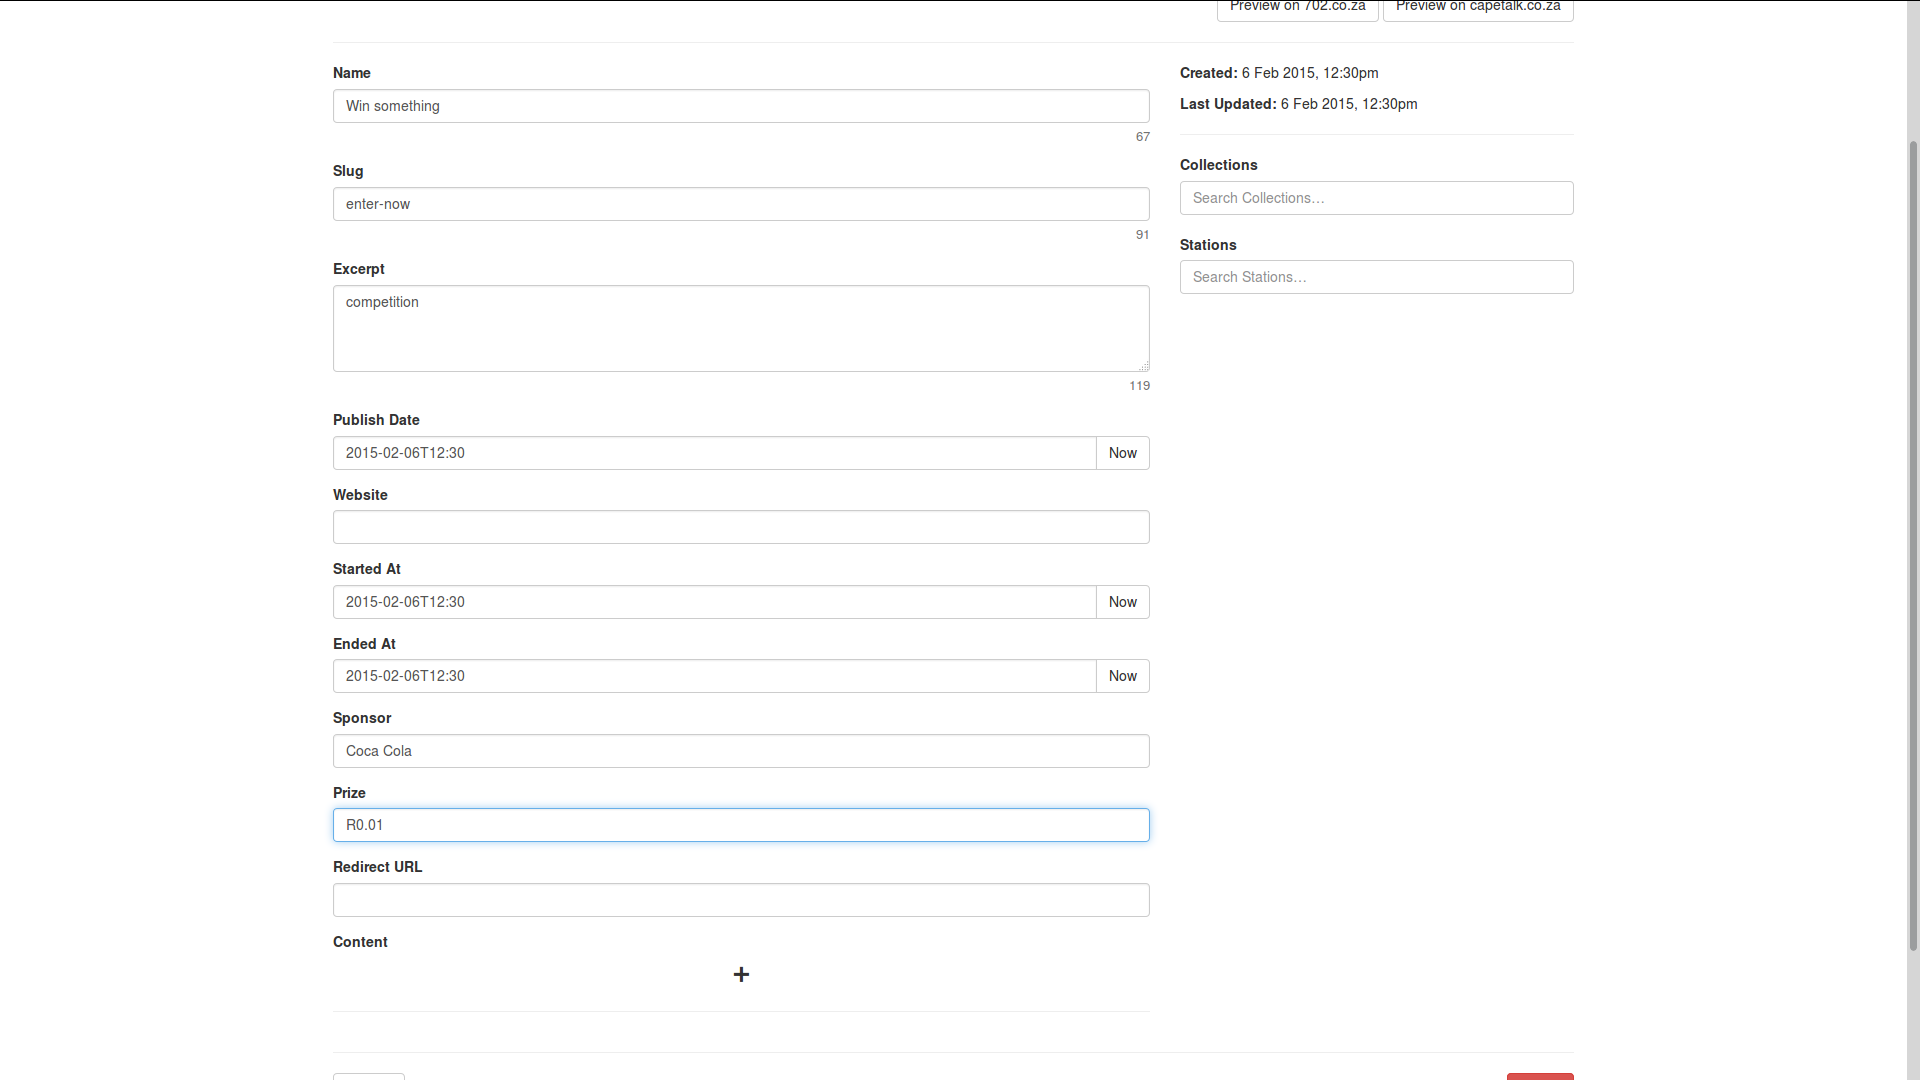 Preview on 702.co.za Preview on capetalk.co.za
Name
Win something
67
Slug
enter-now
91
Excerpt
competition
119
Publish Date
2015-02-06T12:30 Now
Website
Started At
2015-02-06T12:30 Now
Ended At
2015-02-06T12:30 Now
Sponsor
Coca Cola
Prize
R0.01
Redirect URL
Content
Created: 6 Feb 2015, 12:30pm
Last Updated: 6 Feb 2015, 12:30pm
Collections
Search Collections…
Stations
Search Stations…